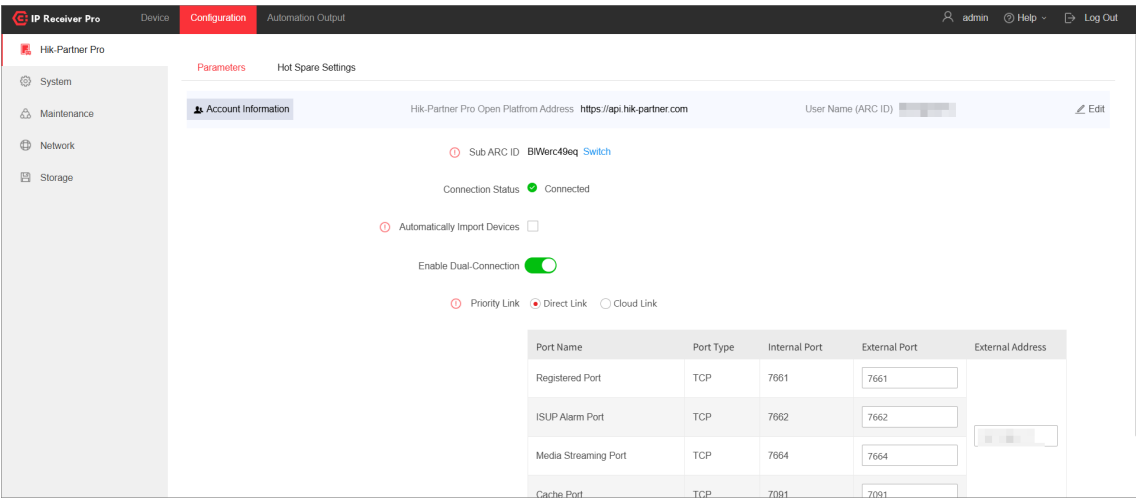 IP Receiver Pro Device Configuration Automation Output admin Help Log Out
Hik-Partner Pro
System
Maintenance
Network
Storage
Parameters Hot Spare Settings
Account Information Hik-Partner Pro Open Platfrom Address https://api.hik-partner.com User Name (ARC ID) Edit
Sub ARC ID BIWerc49eq Switch
Connection Status Connected
Automatically Import Devices
Enable Dual-Connection
Priority Link Direct Link Cloud Link
Port Name Port Type Internal Port External Port External Address
Registered Port TCP 7661 7661
ISUP Alarm Port TCP 7662 7662
Media Streaming Port TCP 7664 7664
Cache Port TCP 7091 7091